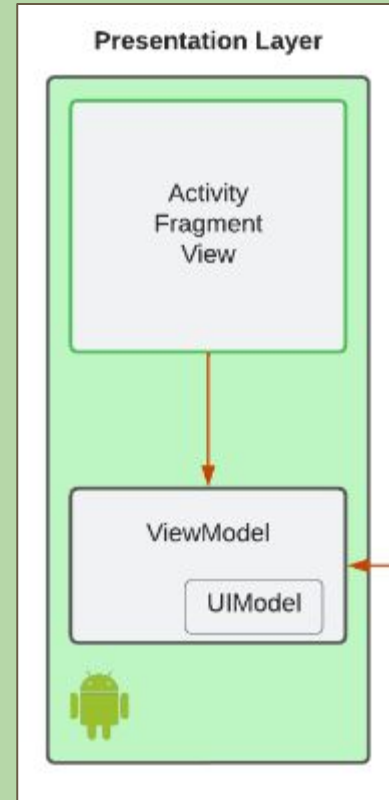 Presentation Layer
Activity
Fragment
View
ViewModel
UIModel